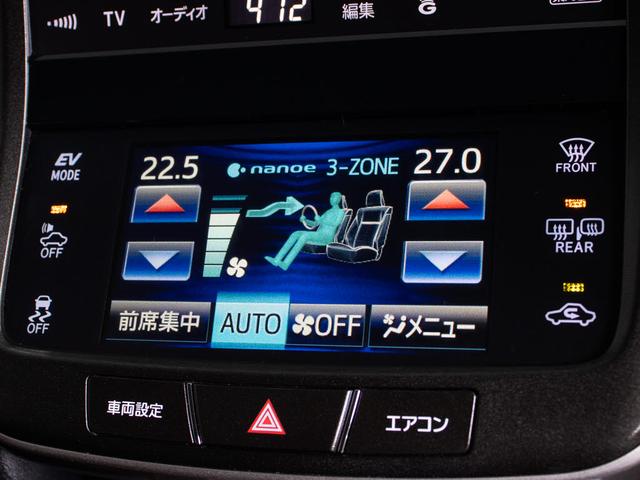 TV オーディオ 4:12 編集 G
EV MODE
22.5 nanoe 3-ZONE 27.0
FRONT
OFF
REAR
OFF
前席集中 AUTO OFF メニュー
車両設定 エアコン